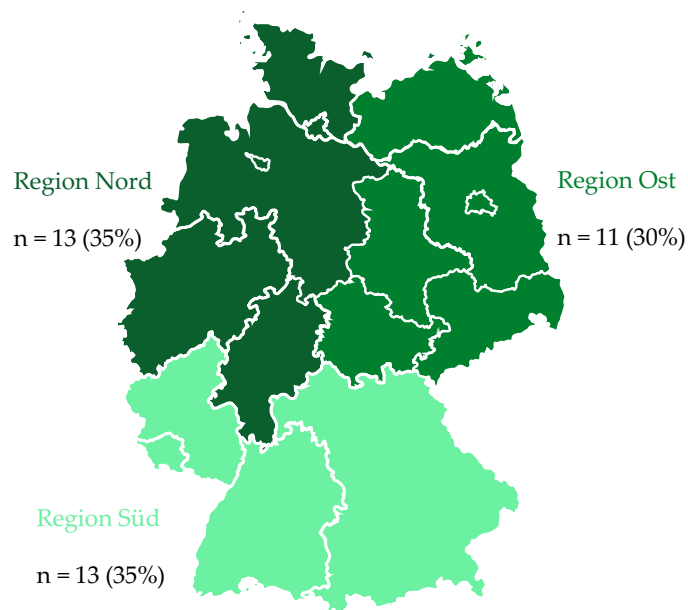 Region Nord
n = 13 (35%)
Region Ost
n = 11 (30%)
Region Süd
n = 13 (35%)